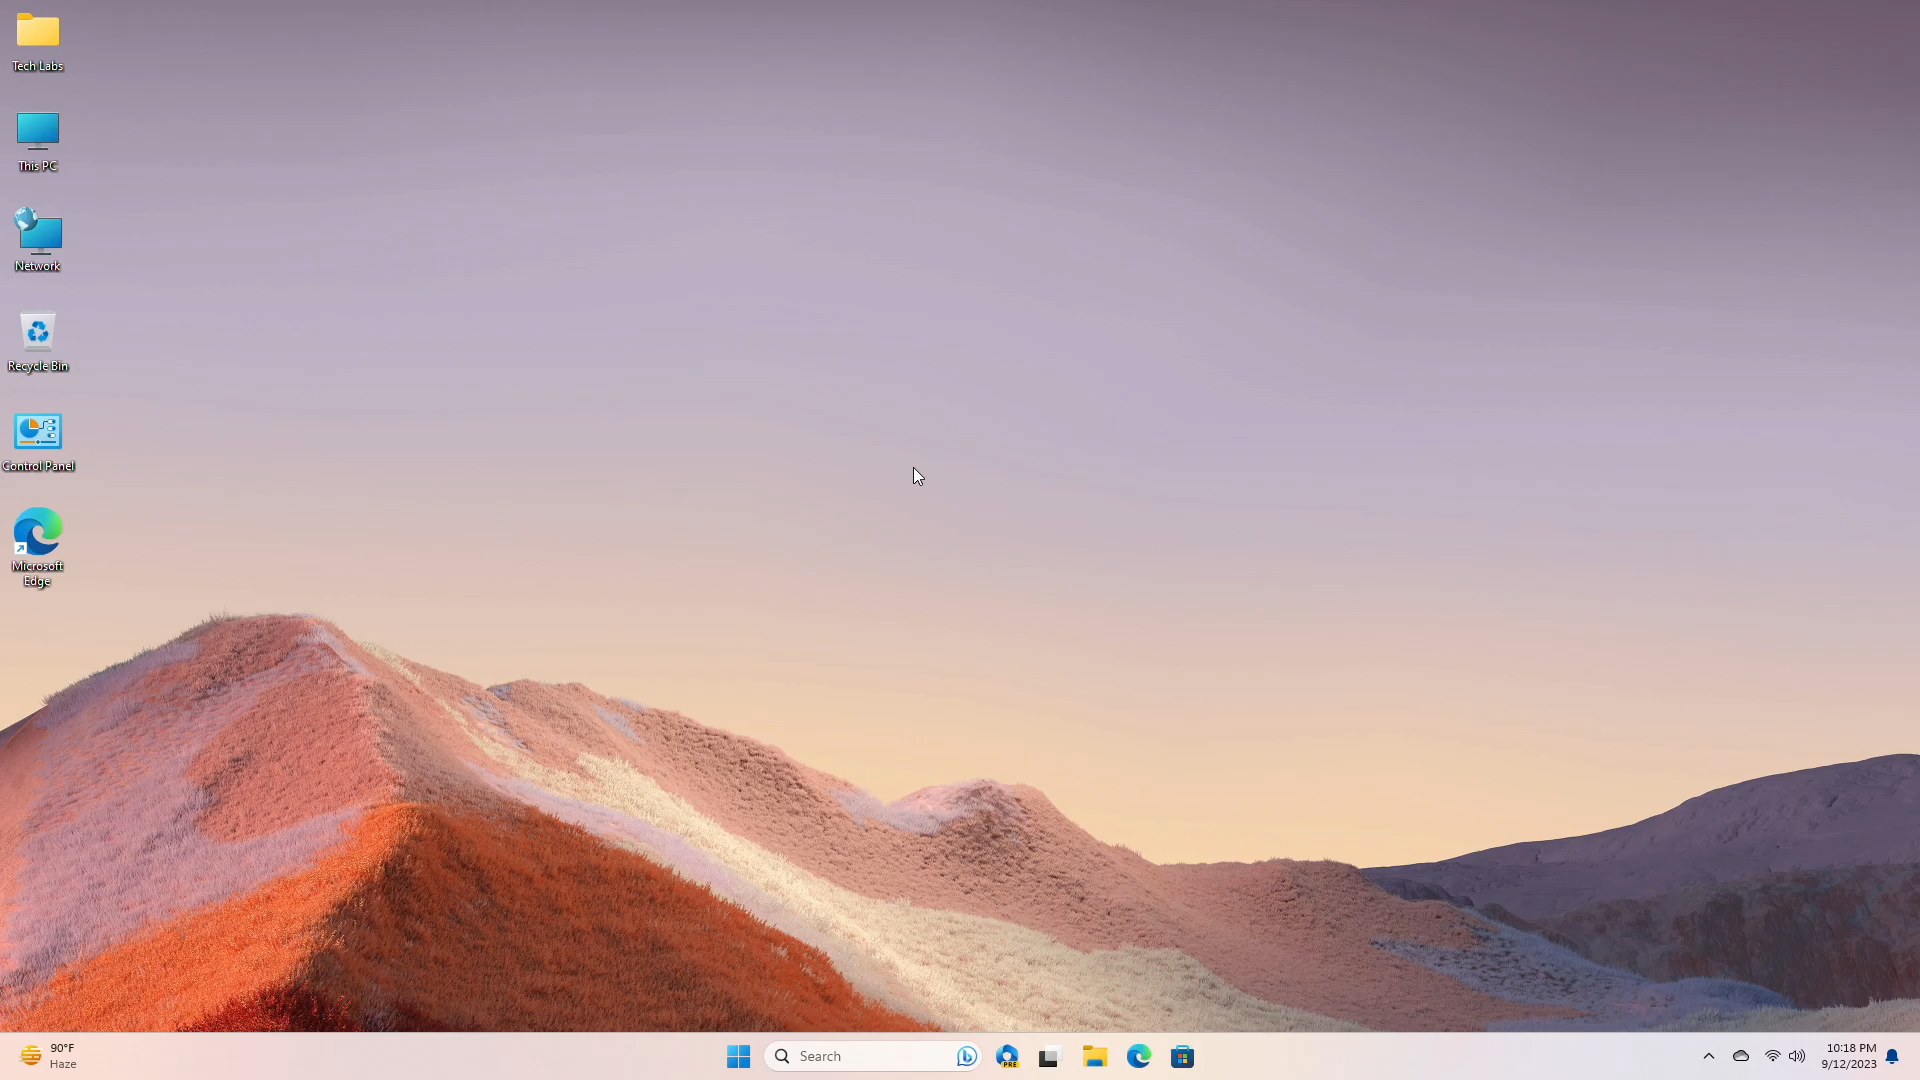 Tech Labs
This PC
Network
Recycle Bin
Control Panel
Microsoft
Edge
90°F
Haze
Search
PRE
10:18 PM
9/12/2023